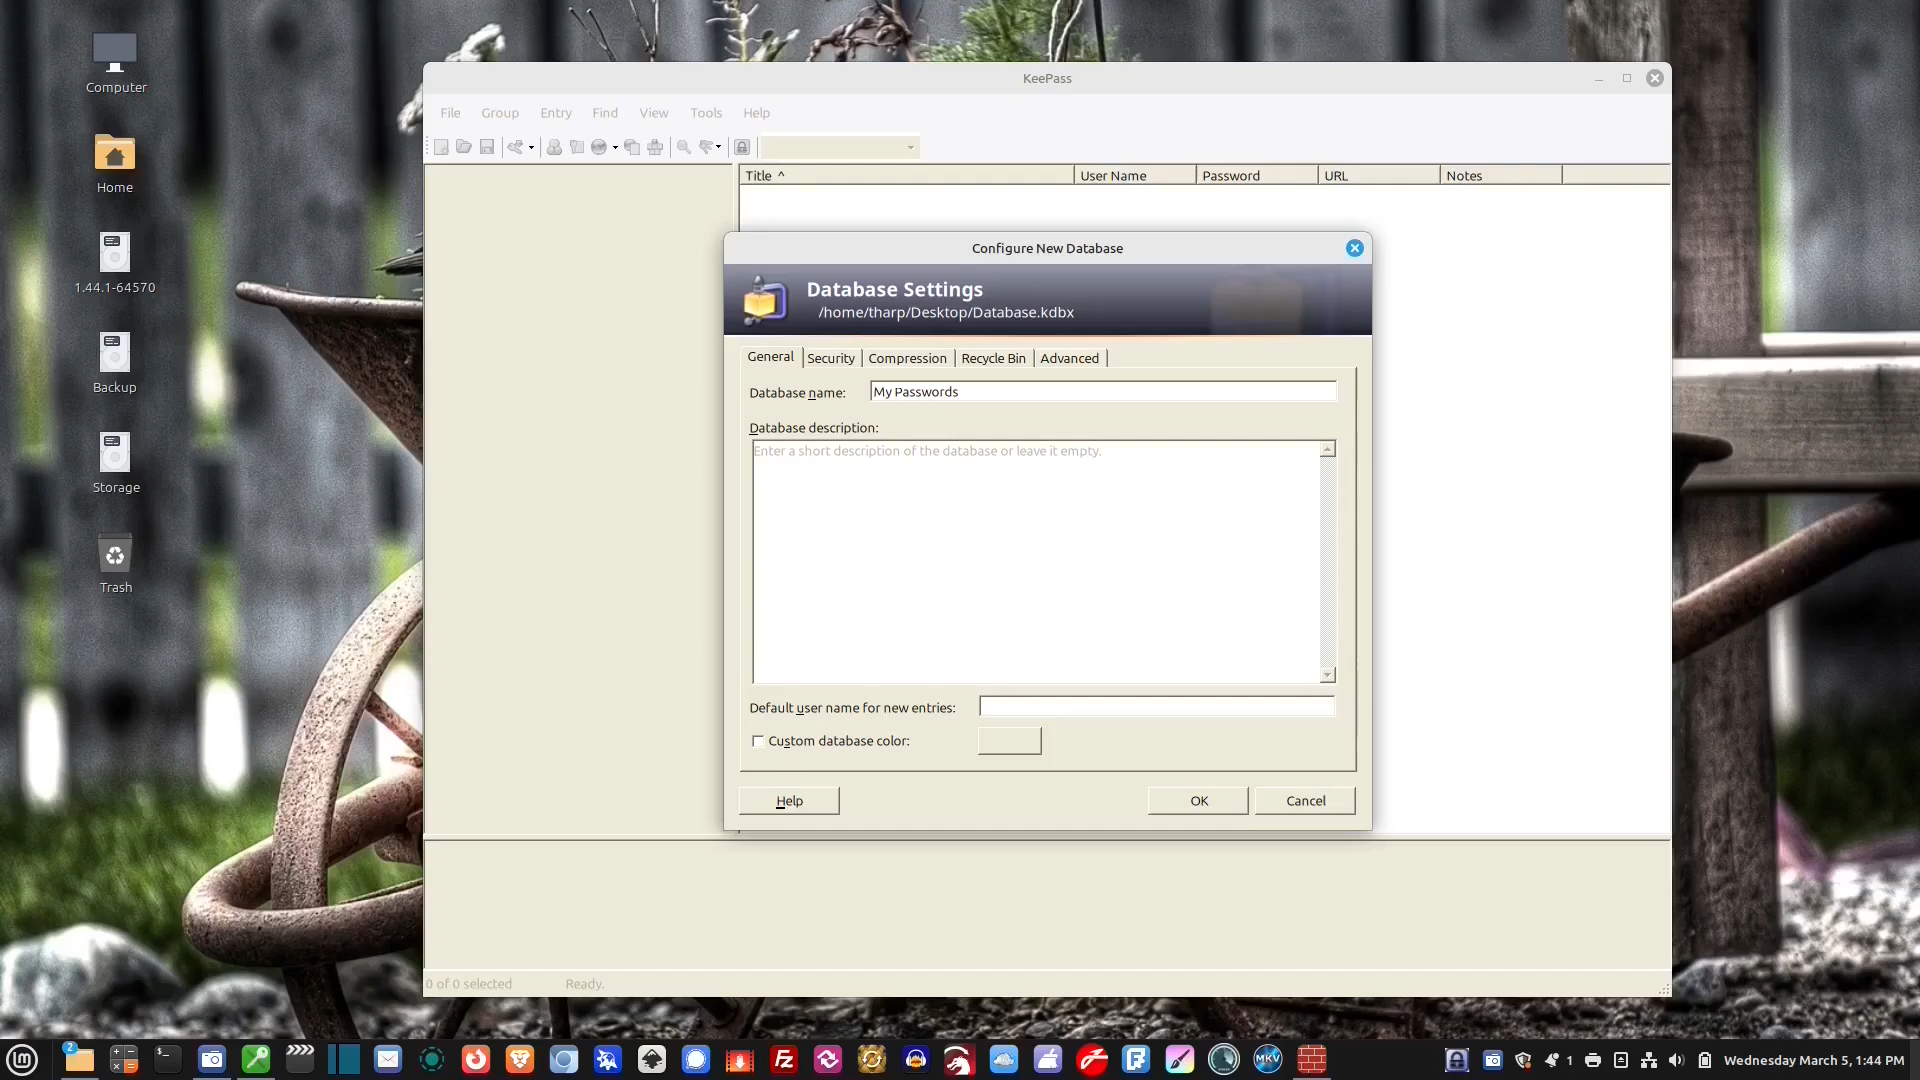 Computer
Home
1.44.1-64570
Backup
Storage
Trash
KeePass
File Group Entry Find View Tools Help
Title ^ User Name Password URL Notes
Configure New Database
Database Settings
/home/tharp/Desktop/Database.kdbx
General Security Compression Recycle Bin Advanced
Database name: My Passwords
Database description:
Enter a short description of the database or leave it empty.
Default user name for new entries:
Custom database color:
Help OK Cancel
0 of 0 selected Ready.
2
1
Wednesday March 5, 1:44 PM
MKV